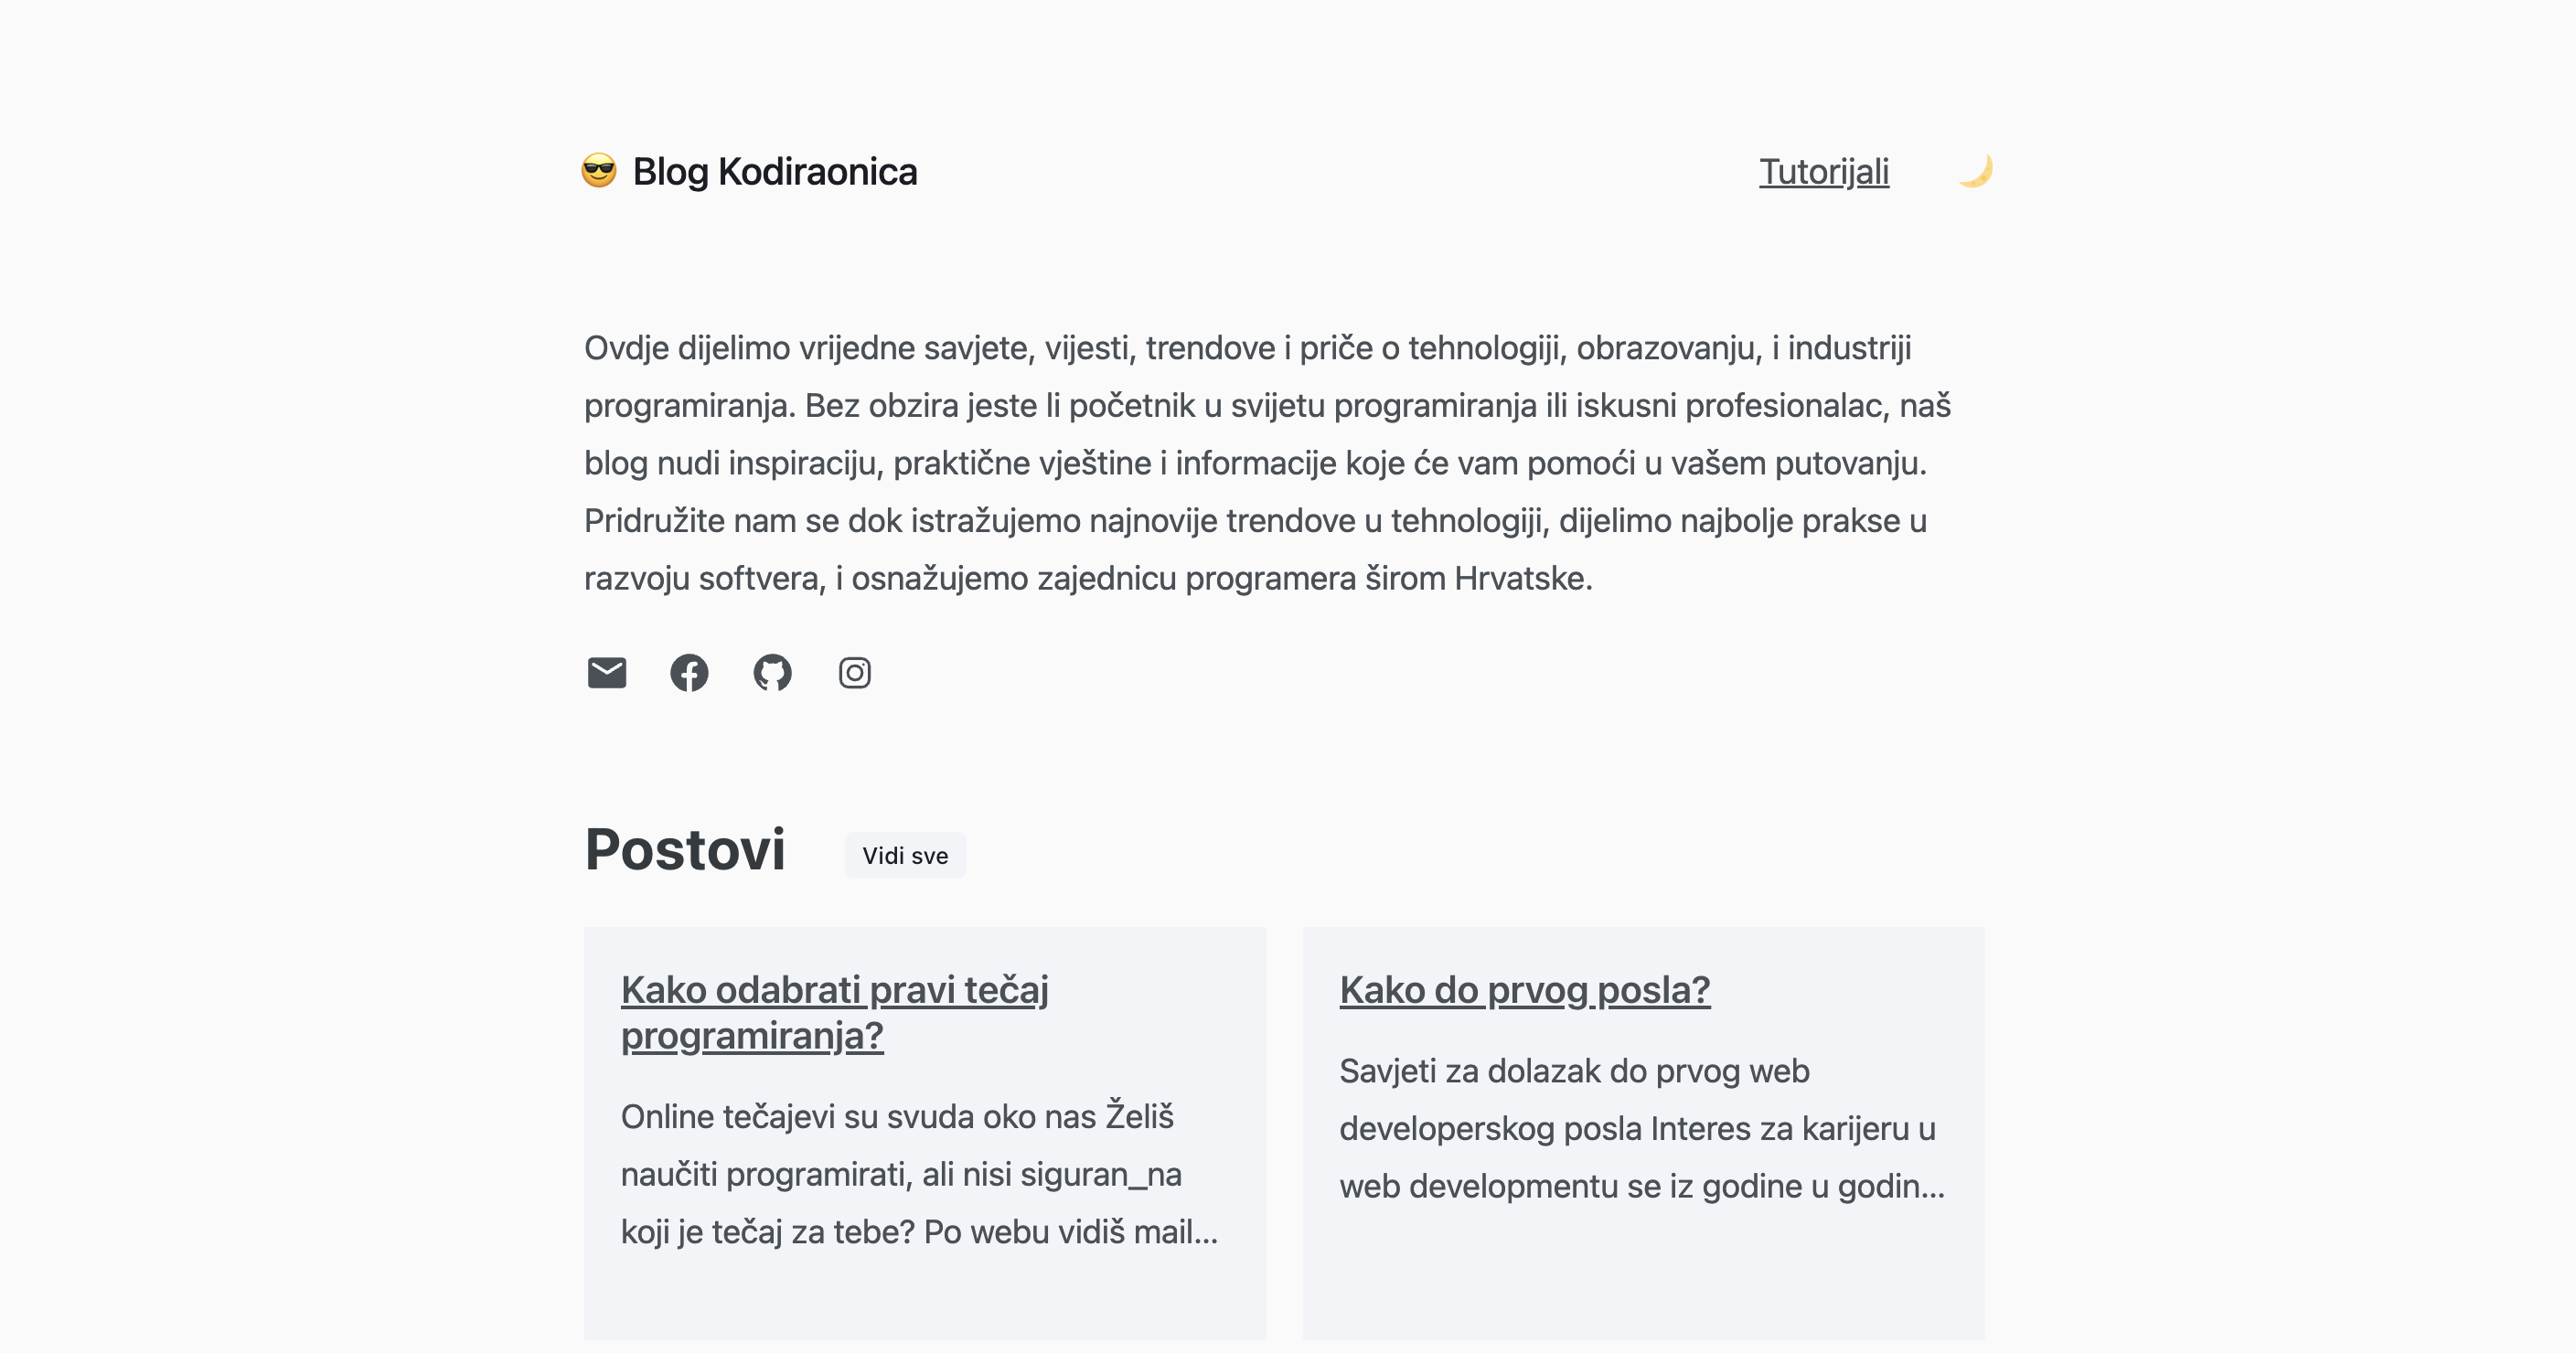 😎 Blog Kodiraonica
Tutorijali 🌙
Ovdje dijelimo vrijedne savjete, vijesti, trendove i priče o tehnologiji, obrazovanju, i industriji
programiranja. Bez obzira jeste li početnik u svijetu programiranja ili iskusni profesionalac, naš
blog nudi inspiraciju, praktične vještine i informacije koje će vam pomoći u vašem putovanju.
Pridružite nam se dok istražujemo najnovije trendove u tehnologiji, dijelimo najbolje prakse u
razvoju softvera, i osnažujemo zajednicu programera širom Hrvatske.
Postovi
Vidi sve
Kako odabrati pravi tečaj
programiranja?
Online tečajevi su svuda oko nas Želiš
naučiti programirati, ali nisi siguran_na
koji je tečaj za tebe? Po webu vidiš mail...
Kako do prvog posla?
Savjeti za dolazak do prvog web
developerskog posla Interes za karijeru u
web developmentu se iz godine u godin...